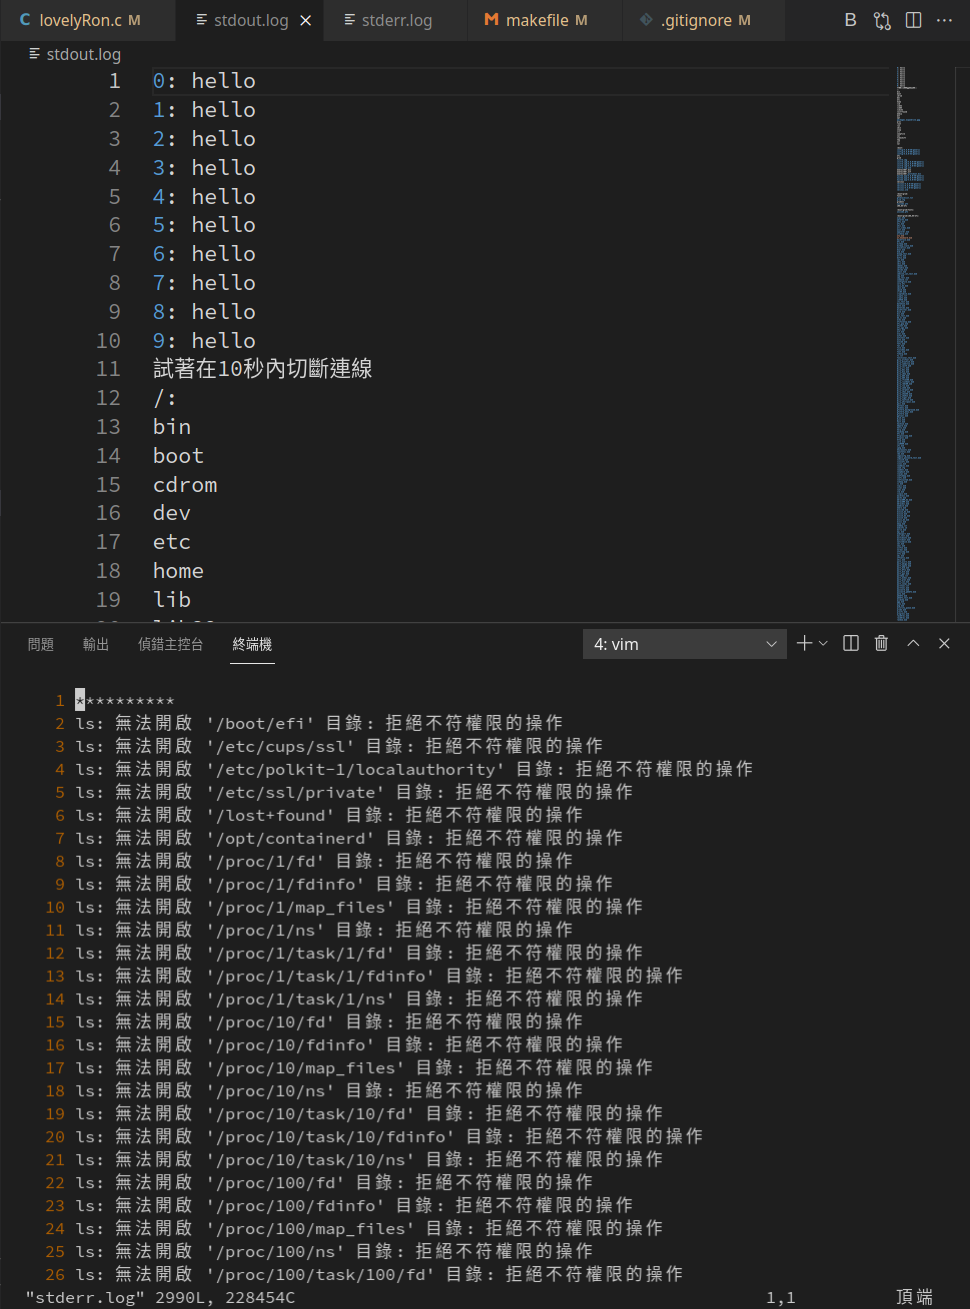 lovelyRon.c M stdout.log stderr.log makefile M .gitignore M
stdout.log
1 0: hello
2 1: hello
3 2: hello
4 3: hello
5 4: hello
6 5: hello
7 6: hello
8 7: hello
9 8: hello
10 9: hello
11 試著在10秒內切斷連線
12 /:
13 bin
14 boot
15 cdrom
16 dev
17 etc
18 home
19 lib
問題 輸出 偵錯主控台 終端機 4: vim
1 **********
2 ls: 無法開啟 '/boot/efi' 目錄: 拒絕不符權限的操作
3 ls: 無法開啟 '/etc/cups/ssl' 目錄: 拒絕不符權限的操作
4 ls: 無法開啟 '/etc/polkit-1/localauthority' 目錄: 拒絕不符權限的操作
5 ls: 無法開啟 '/etc/ssl/private' 目錄: 拒絕不符權限的操作
6 ls: 無法開啟 '/lost+found' 目錄: 拒絕不符權限的操作
7 ls: 無法開啟 '/opt/containerd' 目錄: 拒絕不符權限的操作
8 ls: 無法開啟 '/proc/1/fd' 目錄: 拒絕不符權限的操作
9 ls: 無法開啟 '/proc/1/fdinfo' 目錄: 拒絕不符權限的操作
10 ls: 無法開啟 '/proc/1/map_files' 目錄: 拒絕不符權限的操作
11 ls: 無法開啟 '/proc/1/ns' 目錄: 拒絕不符權限的操作
12 ls: 無法開啟 '/proc/1/task/1/fd' 目錄: 拒絕不符權限的操作
13 ls: 無法開啟 '/proc/1/task/1/fdinfo' 目錄: 拒絕不符權限的操作
14 ls: 無法開啟 '/proc/1/task/1/ns' 目錄: 拒絕不符權限的操作
15 ls: 無法開啟 '/proc/10/fd' 目錄: 拒絕不符權限的操作
16 ls: 無法開啟 '/proc/10/fdinfo' 目錄: 拒絕不符權限的操作
17 ls: 無法開啟 '/proc/10/map_files' 目錄: 拒絕不符權限的操作
18 ls: 無法開啟 '/proc/10/ns' 目錄: 拒絕不符權限的操作
19 ls: 無法開啟 '/proc/10/task/10/fd' 目錄: 拒絕不符權限的操作
20 ls: 無法開啟 '/proc/10/task/10/fdinfo' 目錄: 拒絕不符權限的操作
21 ls: 無法開啟 '/proc/10/task/10/ns' 目錄: 拒絕不符權限的操作
22 ls: 無法開啟 '/proc/100/fd' 目錄: 拒絕不符權限的操作
23 ls: 無法開啟 '/proc/100/fdinfo' 目錄: 拒絕不符權限的操作
24 ls: 無法開啟 '/proc/100/map_files' 目錄: 拒絕不符權限的操作
25 ls: 無法開啟 '/proc/100/ns' 目錄: 拒絕不符權限的操作
26 ls: 無法開啟 '/proc/100/task/100/fd' 目錄: 拒絕不符權限的操作
"stderr.log" 2990L, 228454C 1,1 頂端